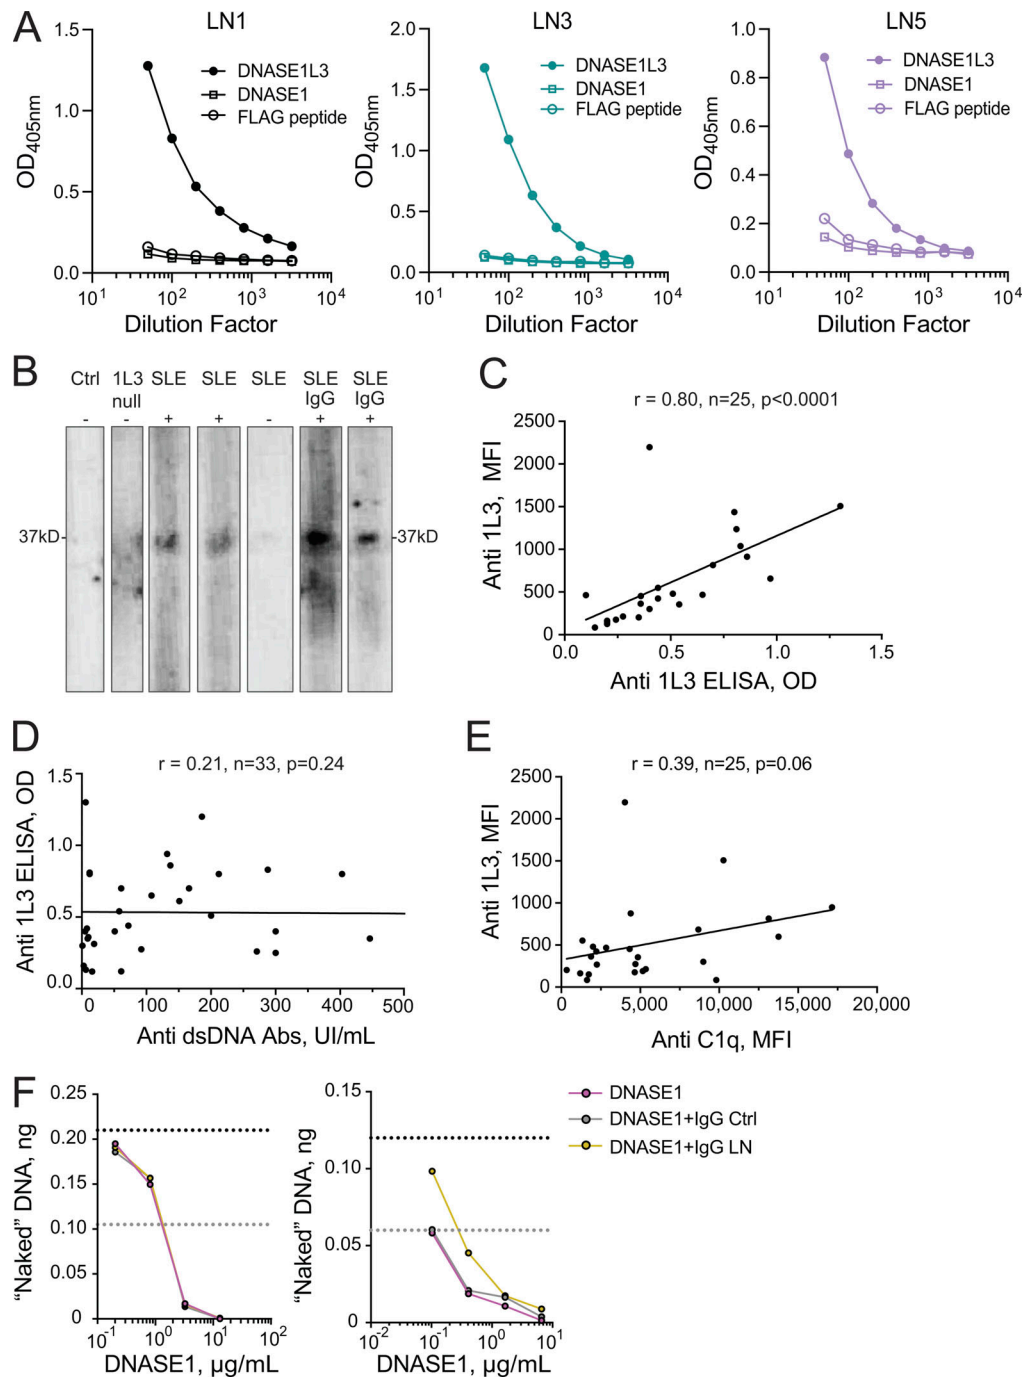 A
LN1
OD405nm
1.5
1.0
0.5
0.0
DNASE1L3
DNASE1
FLAG peptide
10^1
10^2
10^3
10^4
Dilution Factor
LN3
OD405nm
2.0
1.5
1.0
0.5
0.0
DNASE1L3
DNASE1
FLAG peptide
10^1
10^2
10^3
10^4
Dilution Factor
LN5
OD405nm
1.0
0.8
0.6
0.4
0.2
0.0
DNASE1L3
DNASE1
FLAG peptide
10^1
10^2
10^3
10^4
Dilution Factor
B
Ctrl
1L3 null
SLE
SLE
SLE
SLE IgG
SLE IgG
- - + + - + +
37kD
37kD
C
r = 0.80, n=25, p<0.0001
Anti 1L3, MFI
2500
2000
1500
1000
500
0
0.0
0.5
1.0
1.5
Anti 1L3 ELISA, OD
D
r = 0.21, n=33, p=0.24
Anti 1L3 ELISA, OD
1.5
1.0
0.5
0.0
0
100
200
300
400
500
Anti dsDNA Abs, UI/mL
E
r = 0.39, n=25, p=0.06
Anti 1L3, MFI
2500
2000
1500
1000
500
0
0
5,000
10,000
15,000
20,000
Anti C1q, MFI
F
"Naked" DNA, ng
0.25
0.20
0.15
0.10
0.05
0
10^-1
10^0
10^1
10^2
DNASE1, µg/mL
"Naked" DNA, ng
0.15
0.10
0.05
0
10^-2
10^-1
10^0
10^1
DNASE1, µg/mL
DNASE1
DNASE1+IgG Ctrl
DNASE1+IgG LN